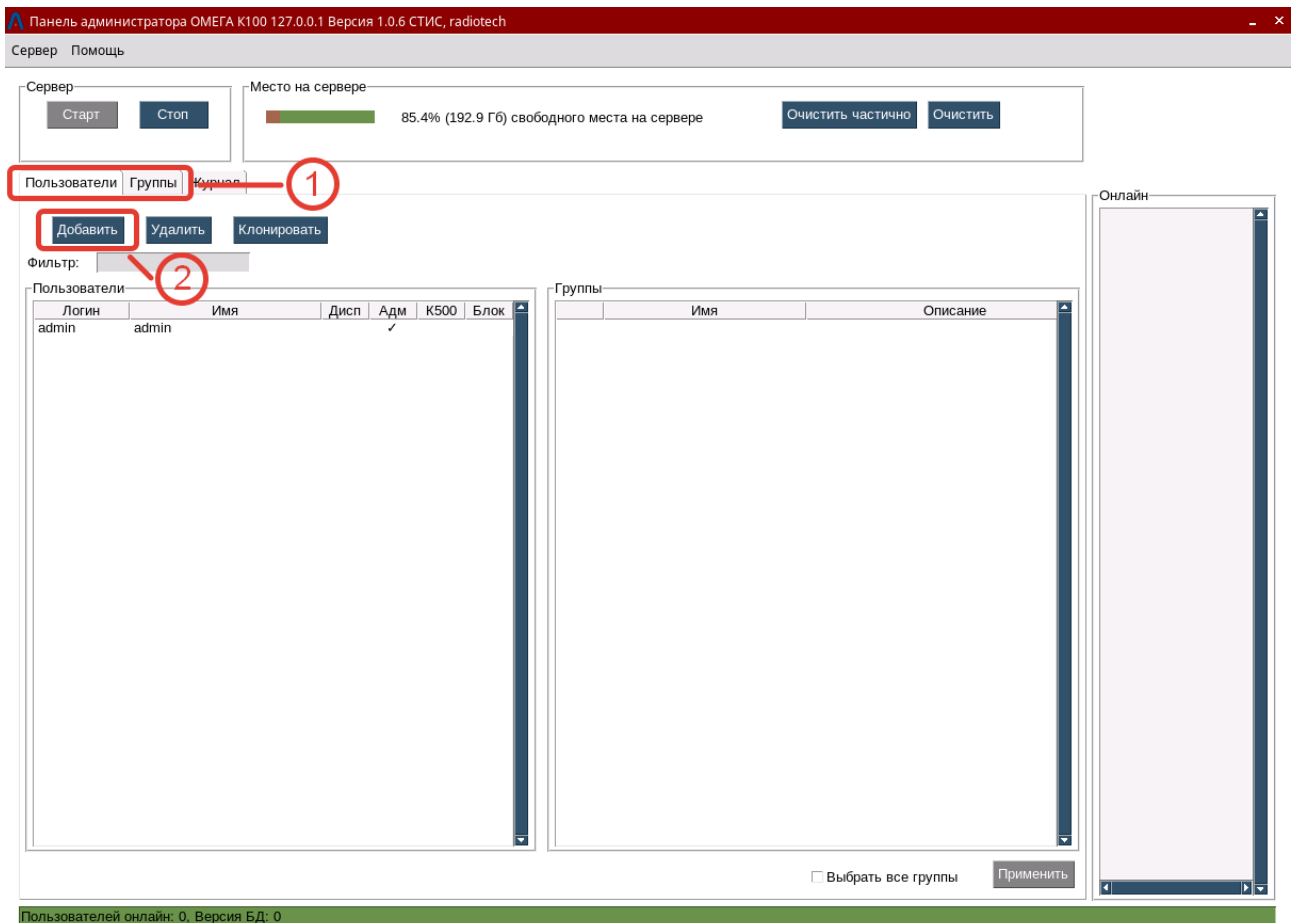 Панель администратора ОМЕГА К100 127.0.0.1 Версия 1.0.6 СТИС, radiotech
Сервер Помощь
Сервер
Место на сервере
Старт Стоп
85.4% (192.9 Гб) свободного места на сервере
Очистить частично Очистить
Пользователи Группы Журнал
1
Онлайн
Добавить Удалить Клонировать
Фильтр:
2
Пользователи
Группы
Логин Имя Дисп Адм К500 Блок
Имя Описание
admin admin ✓
Выбрать все группы Применить
Пользователей онлайн: 0, Версия БД: 0